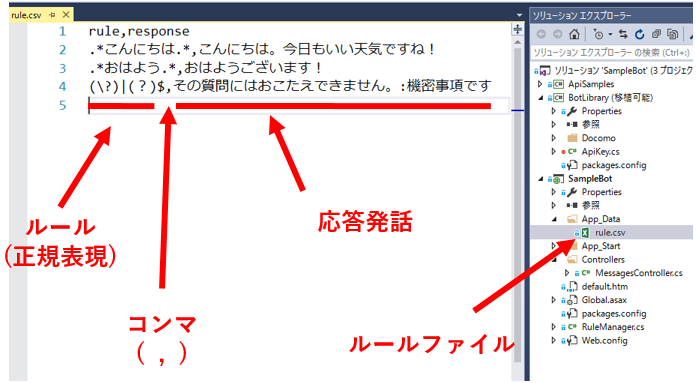 rule.csv
1 rule,response
2 .*こんにちは.*,こんにちは。今日もいい天気ですね！
3 .*おはよう.*,おはようございます！
4 (\?)|(？)$,その質問にはおこたえできません。:機密事項です
5
ルール
(正規表現)
コンマ
( , )
応答発話
ルールファイル
ソリューション エクスプローラー
ソリューション エクスプローラー の検索 (Ctrl+:)
ソリューション 'SampleBot' (3 プロジェク
ApiSamples
BotLibrary (移植可能)
Properties
参照
Docomo
ApiKey.cs
packages.config
SampleBot
Properties
参照
App_Data
rule.csv
App_Start
Controllers
MessagesController.cs
default.htm
Global.asax
packages.config
RuleManager.cs
Web.config